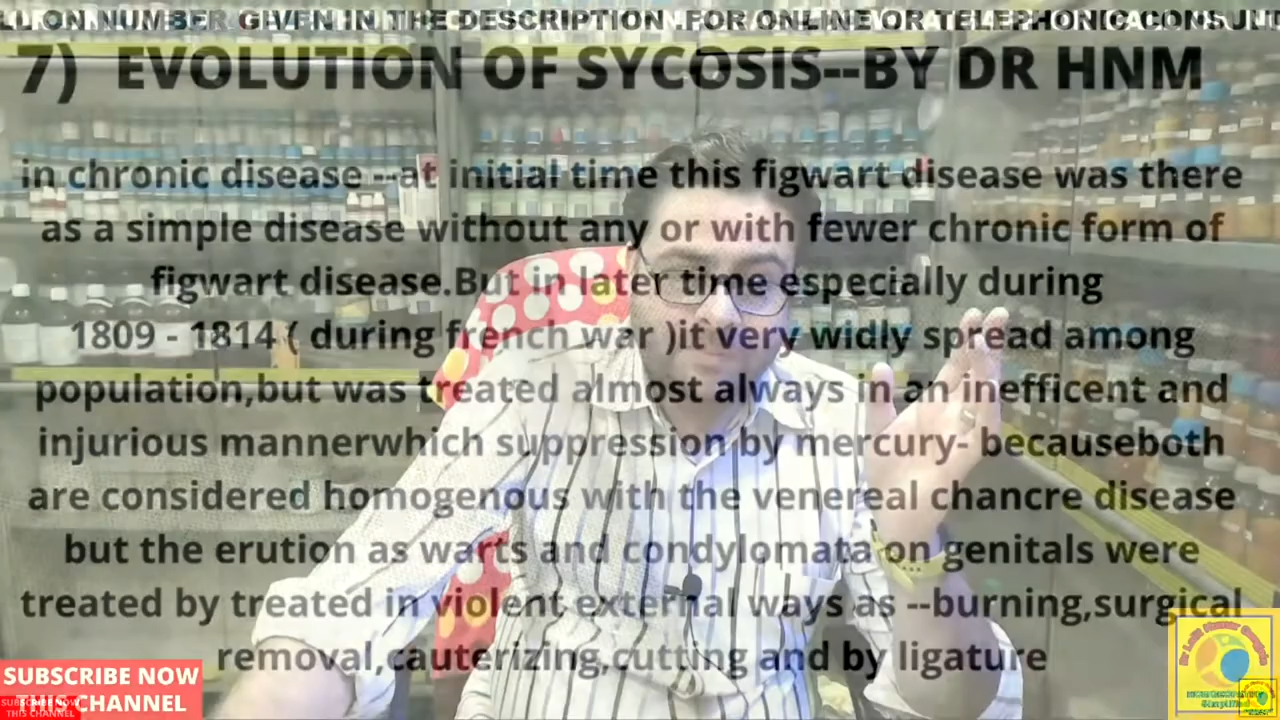 NUMBER GIVEN IN THE DESCRIPTION FOR ONLINE OR TELEPHONIC
7) EVOLUTION OF SYCOSIS--BY DR HNM
in chronic disease --at initial time this figwart disease was there
as a simple disease without any or with fewer chronic form of
figwart disease.But in later time especially during
1809 - 1814 ( during french war )it very widly spread among
population,but was treated almost always in an inefficent and
injurious mannerwhich suppression by mercury- becauseboth
are considered homogenous with the venereal chancre disease
but the erution as warts and condylomata on genitals were
treated by treated in violent external ways as --burning,surgical
removal,cauterizing,cutting and by ligature
SUBSCRIBE NOW
THIS CHANNEL
SUBSCRIBE NOW
THIS CHANNEL